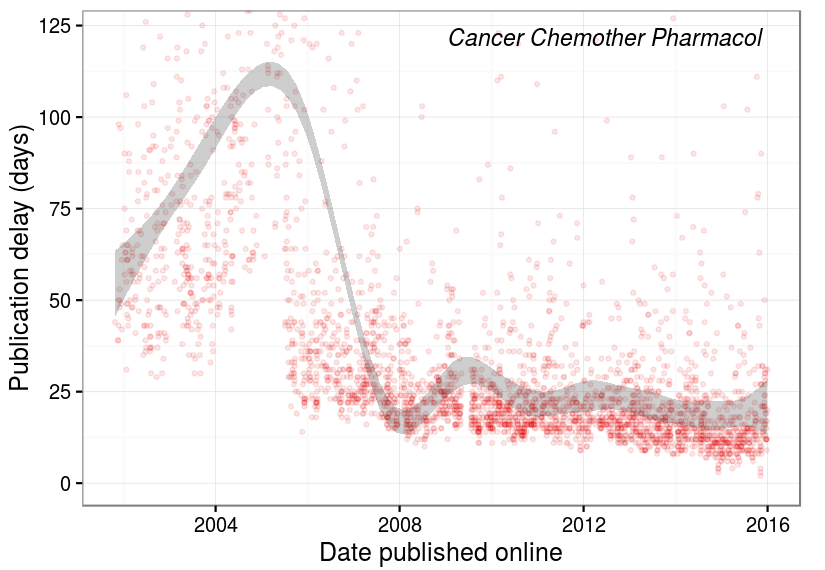 Cancer Chemother Pharmacol
125
100
75
50
25
0
Publication delay (days)
2004 2008 2012 2016
Date published online